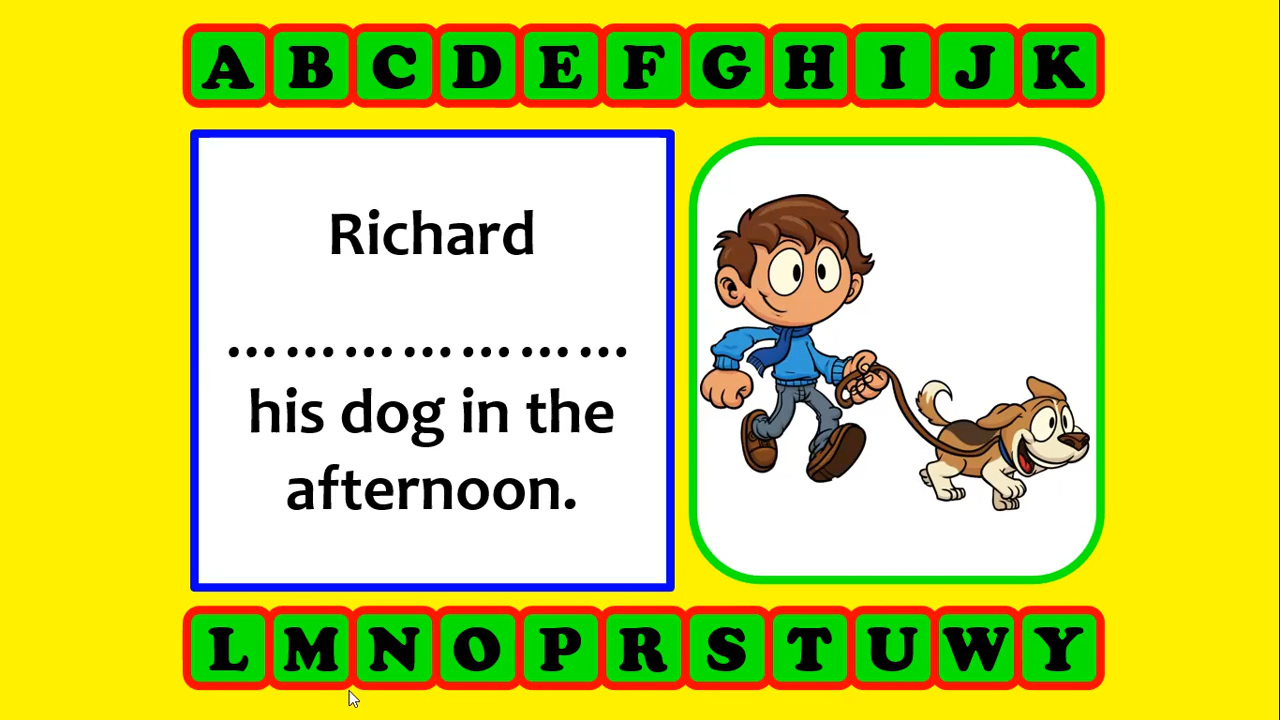 A B C D E F G H I J K
Richard
.....................
his dog in the
afternoon.
L M N O P R S T U W Y